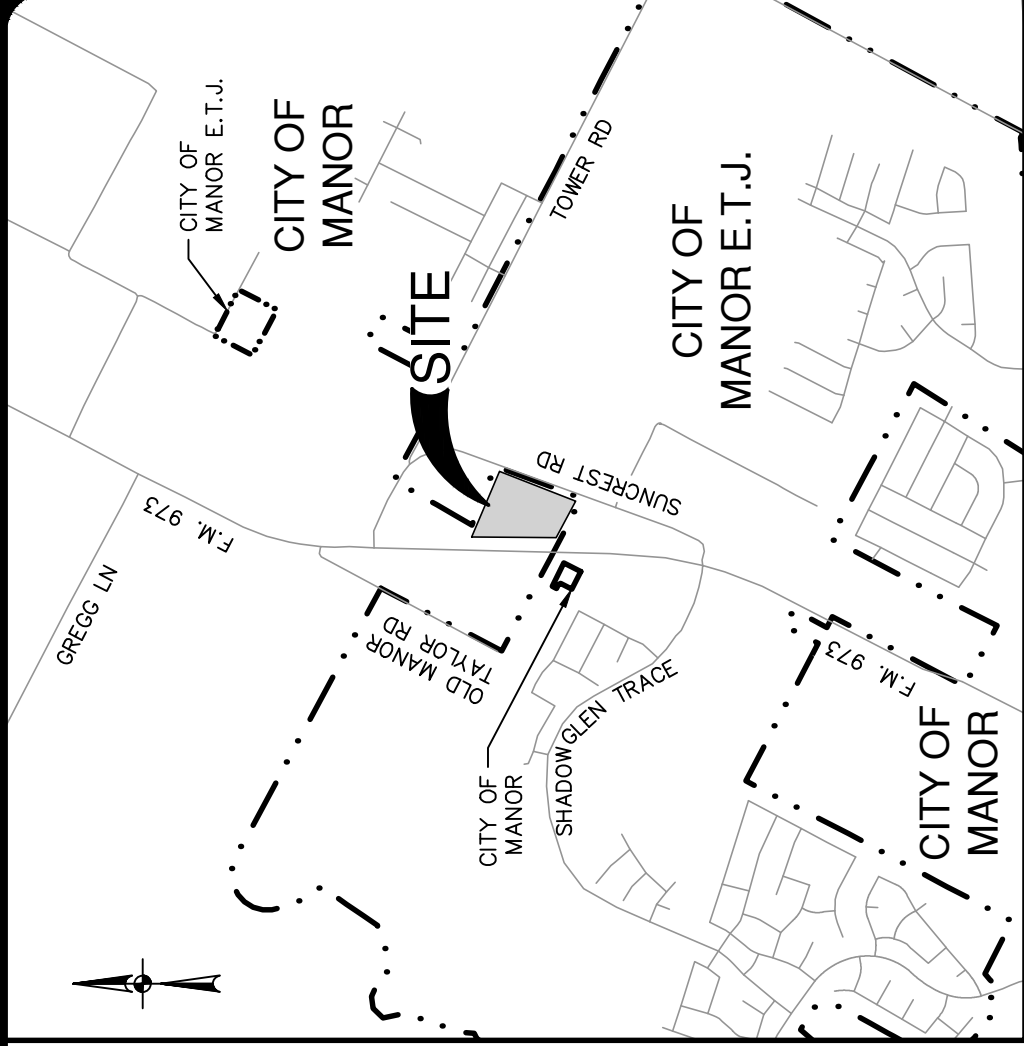 CITY OF
MANOR E.T.J.
CITY OF
MANOR
TOWER RD
SITE
CITY OF
MANOR E.T.J.
SUNCREST RD
F.M. 973
GREGG LN
OLD MANOR
TAYLOR RD
CITY OF
MANOR
SHADOWGLEN TRACE
F.M. 973
CITY OF
MANOR